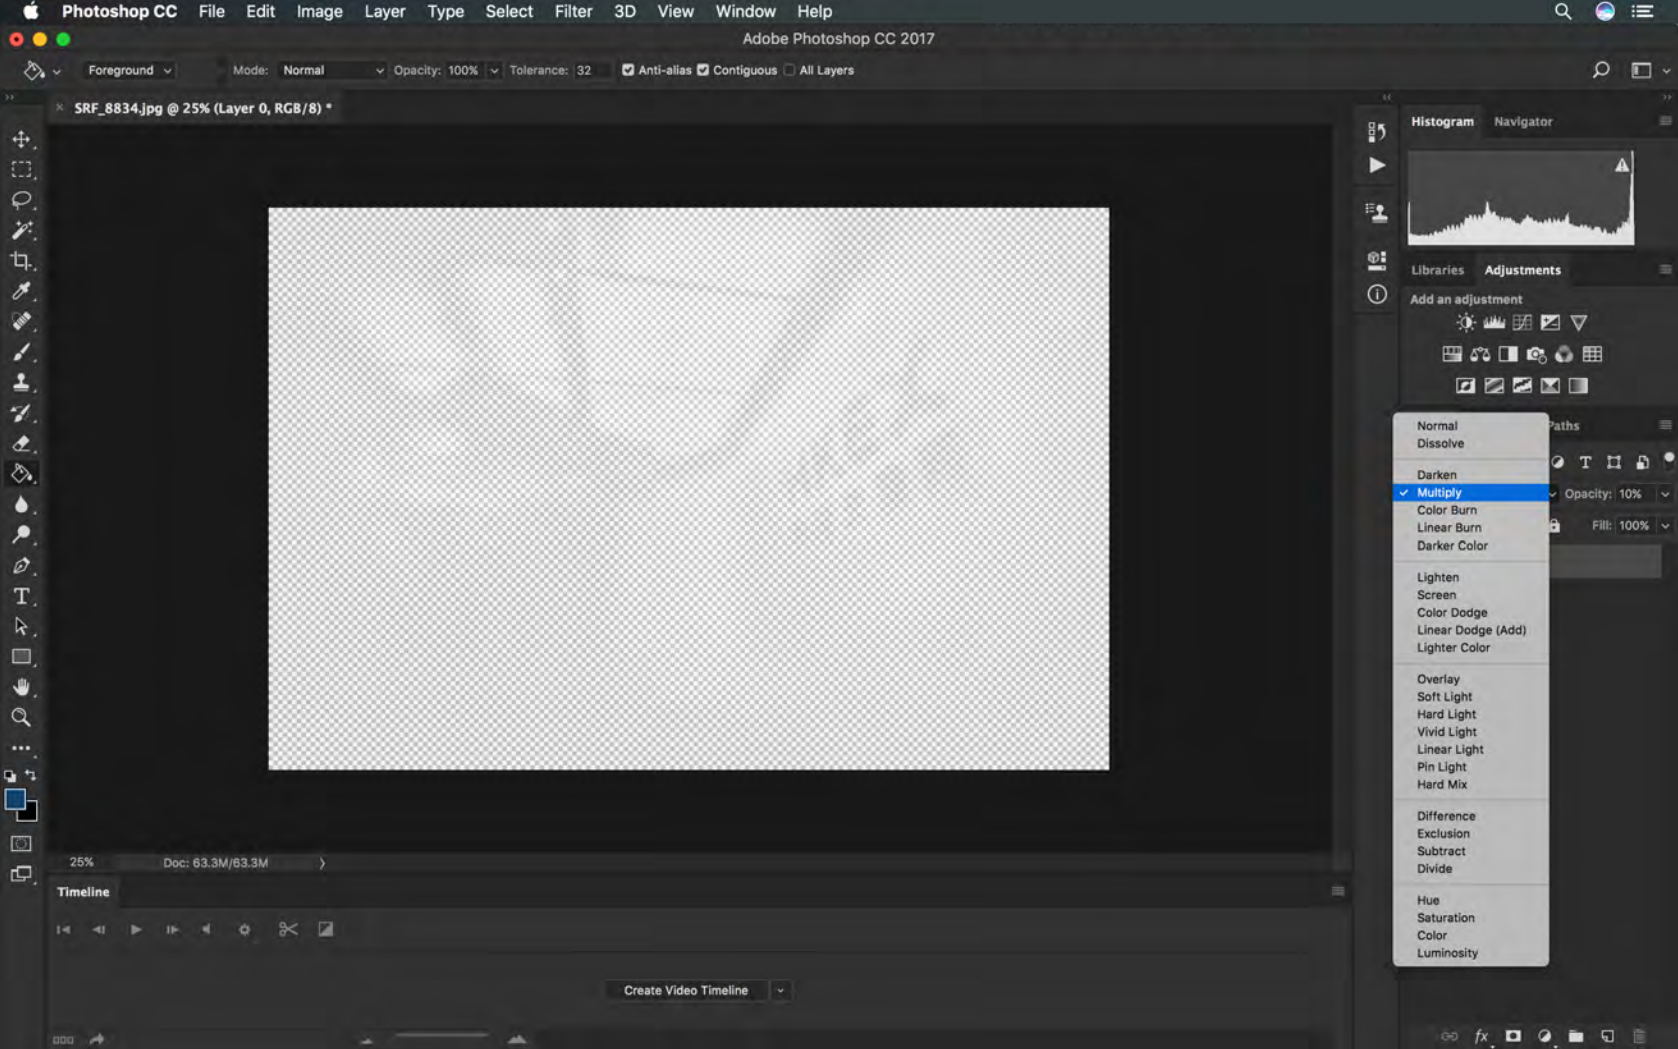 Photoshop CC File Edit Image Layer Type Select Filter 3D View Window Help
Adobe Photoshop CC 2017
Foreground Mode: Normal Opacity: 100% Tolerance: 32 Anti-alias Contiguous All Layers
× SRF_8834.jpg @ 25% (Layer 0, RGB/8) *
Histogram Navigator
Libraries Adjustments
Add an adjustment
Paths
Normal
Dissolve
Darken
Multiply
Opacity: 10%
Color Burn
Linear Burn
Fill: 100%
Darker Color
Lighten
Screen
Color Dodge
Linear Dodge (Add)
Lighter Color
Overlay
Soft Light
Hard Light
Vivid Light
Linear Light
Pin Light
Hard Mix
Difference
Exclusion
Subtract
Divide
Hue
Saturation
Color
Luminosity
25% Doc: 63.3M/63.3M
Timeline
Create Video Timeline
fx